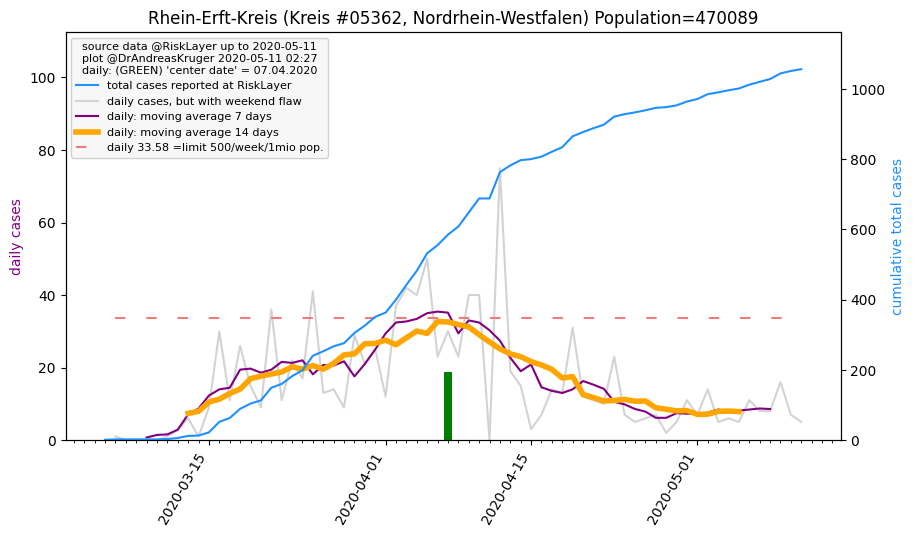 Rhein-Erft-Kreis (Kreis #05362, Nordrhein-Westfalen) Population=470089
source data @RiskLayer up to 2020-05-11
plot @DrAndreasKruger 2020-05-11 02:27
daily: (GREEN) 'center date' = 07.04.2020
total cases reported at RiskLayer
daily cases, but with weekend flaw
daily: moving average 7 days
daily: moving average 14 days
daily 33.58 =limit 500/week/1mio pop.
daily cases
100
80
60
40
20
0
cumulative total cases
1000
800
600
400
200
0
2020-03-15
2020-04-01
2020-04-15
2020-05-01